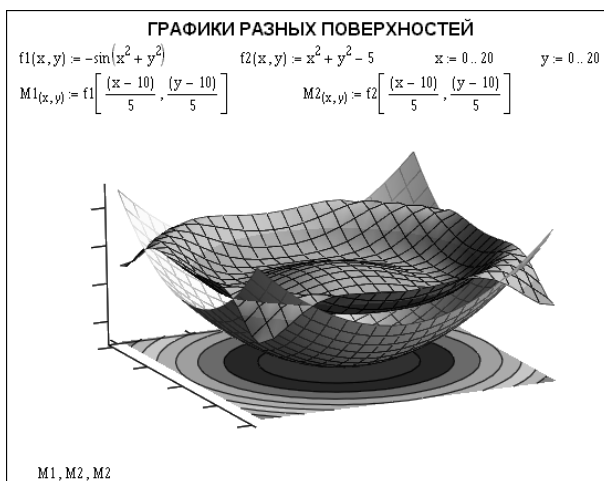 ГРАФИКИ РАЗНЫХ ПОВЕРХНОСТЕЙ
f1(x, y) := −sin(x² + y²) f2(x, y) := x² + y² − 5 x := 0 .. 20 y := 0 .. 20
M1(x, y) := f1[(x − 10)/5, (y − 10)/5] M2(x, y) := f2[(x − 10)/5, (y − 10)/5]
M1, M2, M2